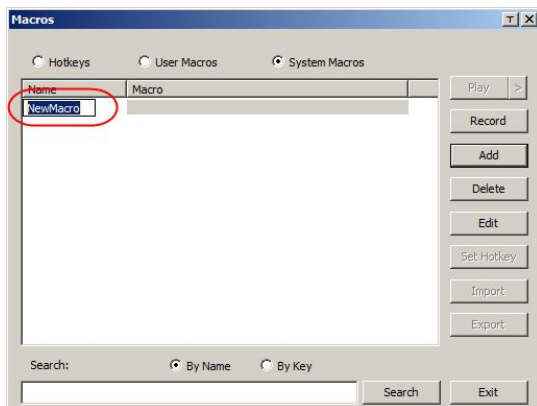 Macros
Hotkeys User Macros System Macros
Name Macro
NewMacro
Play >
Record
Add
Delete
Edit
Set Hotkey
Import
Export
Search: By Name By Key
Search Exit